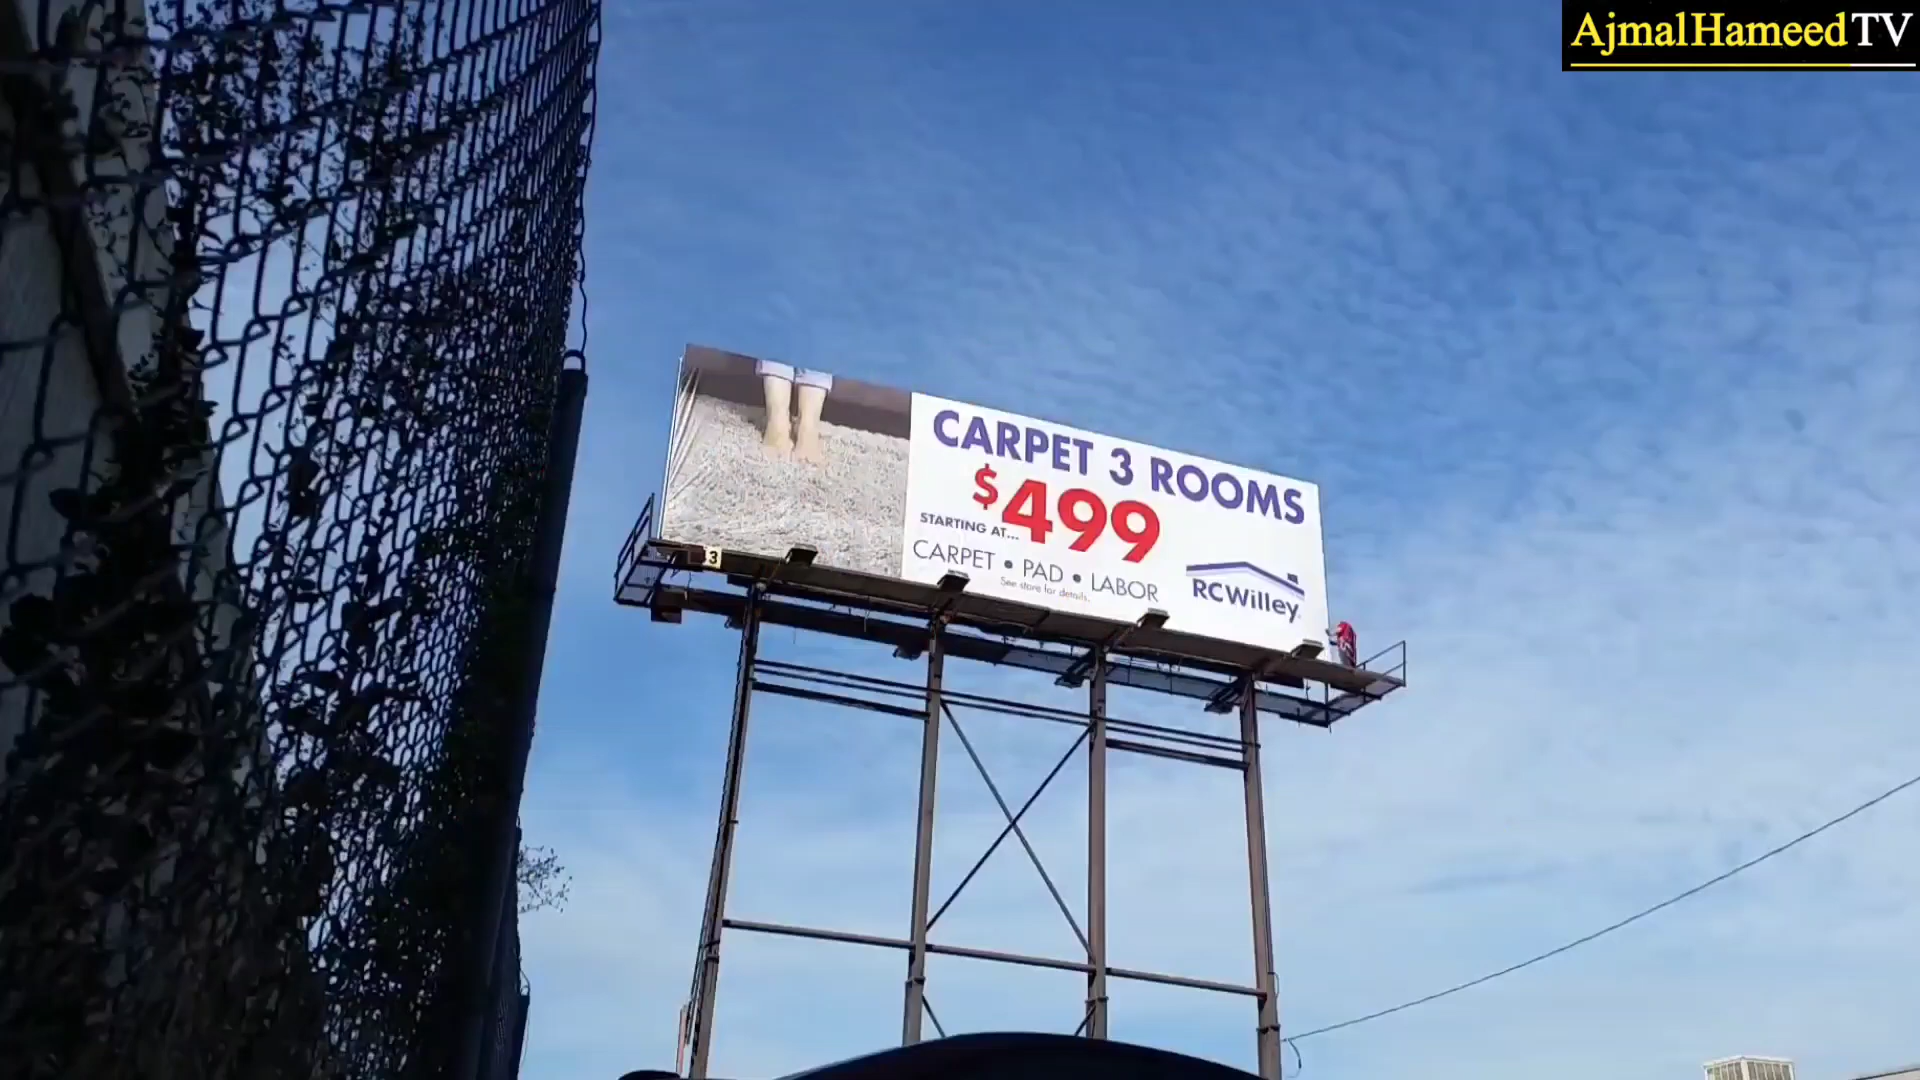 AjmalHameedTV
CARPET 3 ROOMS
$499
STARTING AT...
CARPET • PAD • LABOR
See store for details.
RCWilley
3